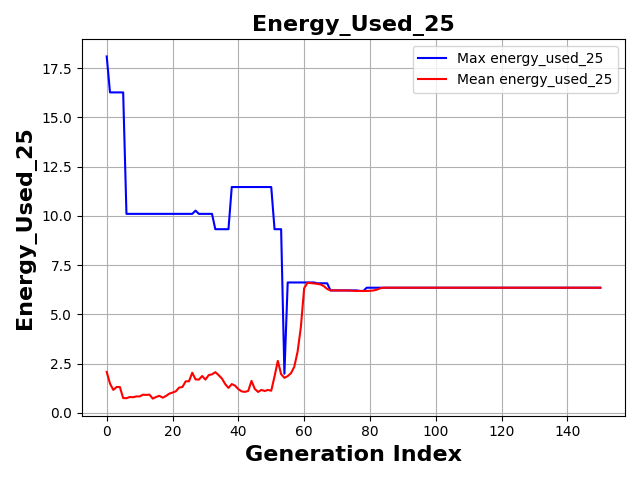 Energy_Used_25
Max energy_used_25
Mean energy_used_25
17.5
15.0
12.5
10.0
7.5
5.0
2.5
0.0
Energy_Used_25
0 20 40 60 80 100 120 140
Generation Index